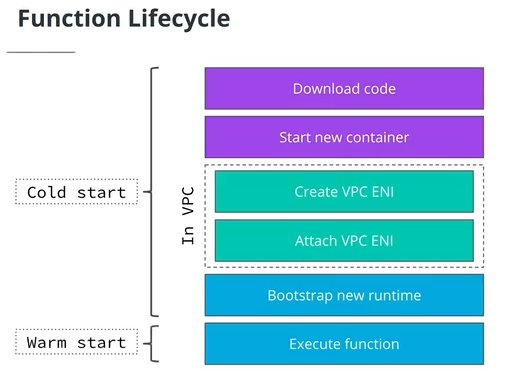 Function Lifecycle
Download code
Start new container
Cold start
In VPC
Create VPC ENI
Attach VPC ENI
Bootstrap new runtime
Warm start
Execute function